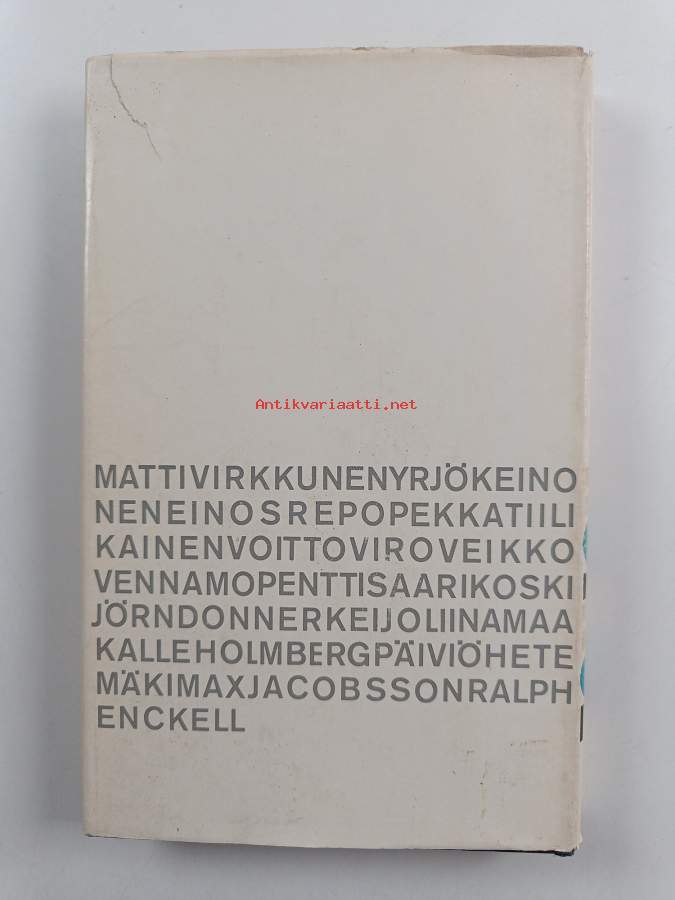 Antikvariaatti.net
MATTIVIRKKUNENYRJÖKEINO
NENEINOSREPOPEKKATIILI
KAINENVOITTOVIROVEIKKO
VENNAMOPENTTISAARIKOSKI
JÖRNDONNERKEIJOLIINAMAA
KALLEHOLMBERGPÄIVIÖHETE
MÄKIMAXJACOBSSONRALPH
ENCKELL